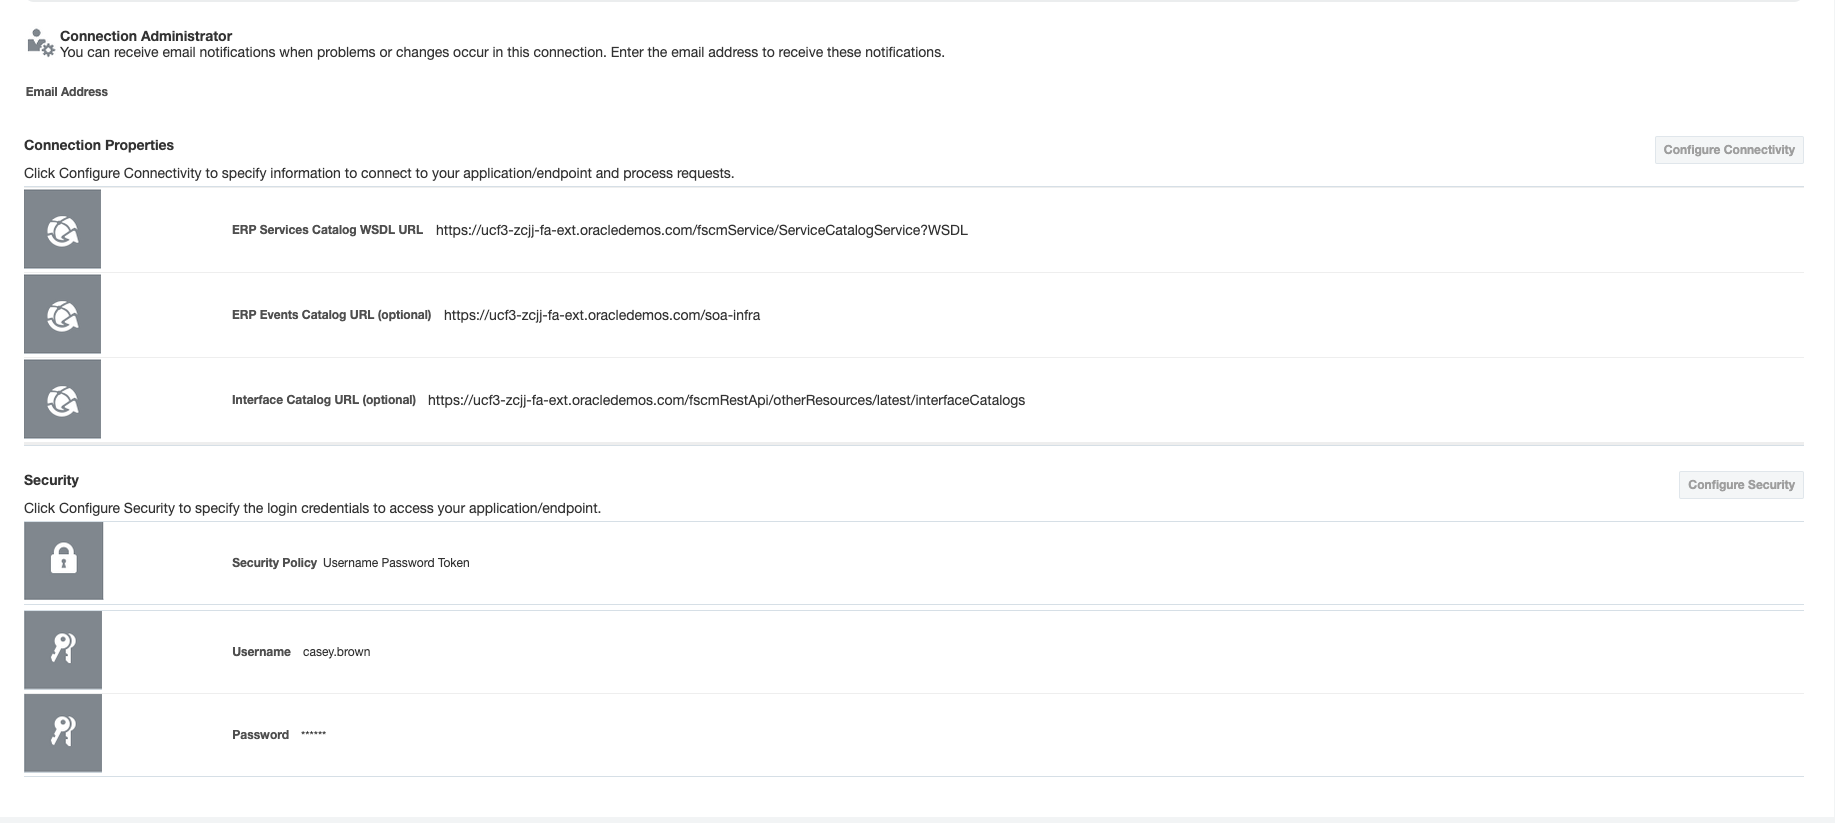 Connection Administrator
You can receive email notifications when problems or changes occur in this connection. Enter the email address to receive these notifications.
Email Address
Connection Properties
Configure Connectivity
Click Configure Connectivity to specify information to connect to your application/endpoint and process requests.
ERP Services Catalog WSDL URL https://ucf3-zcjj-fa-ext.oracledemos.com/fscmService/ServiceCatalogService?WSDL
ERP Events Catalog URL (optional) https://ucf3-zcjj-fa-ext.oracledemos.com/soa-infra
Interface Catalog URL (optional) https://ucf3-zcjj-fa-ext.oracledemos.com/fscmRestApi/otherResources/latest/interfaceCatalogs
Security
Configure Security
Click Configure Security to specify the login credentials to access your application/endpoint.
Security Policy Username Password Token
Username casey.brown
Password ******